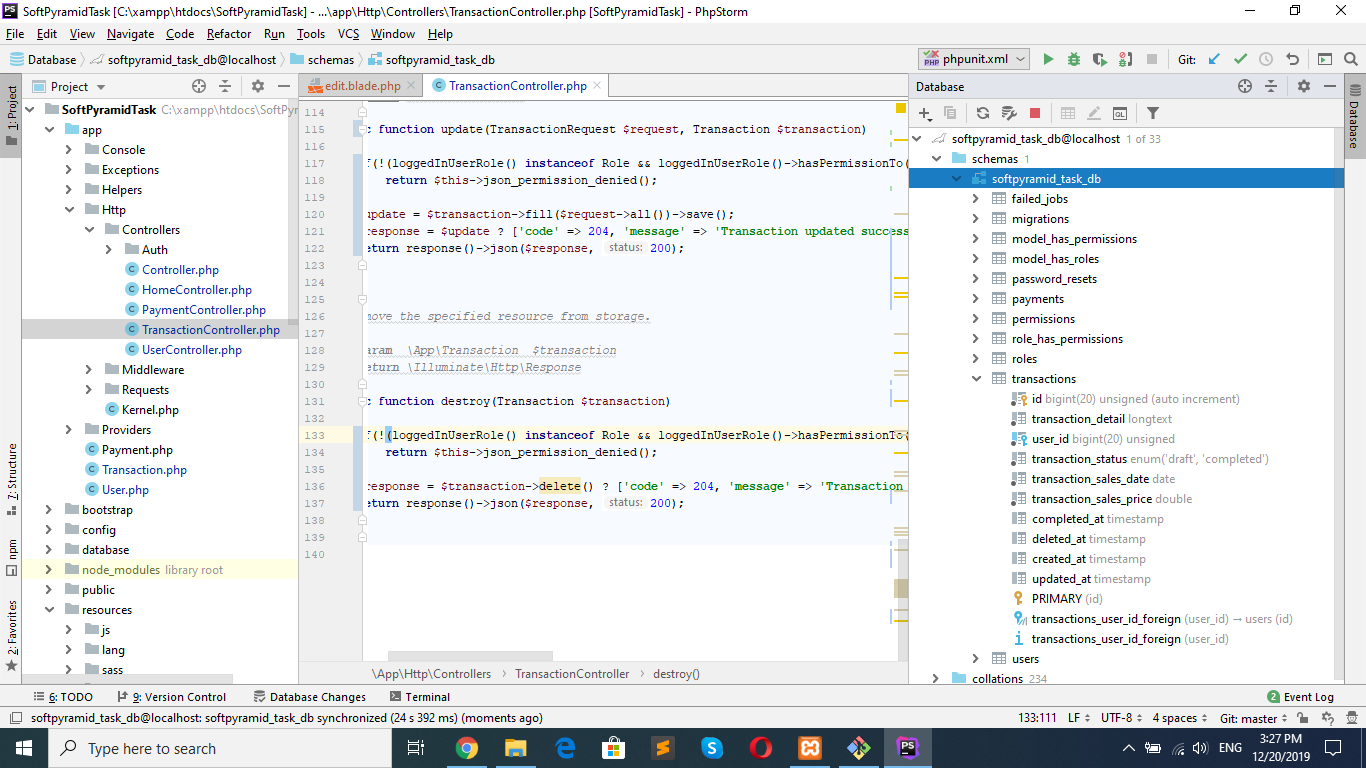 SoftPyramidTask [C:\xampp\htdocs\SoftPyramidTask] - ...\app\Http\Controllers\TransactionController.php [SoftPyramidTask] - PhpStorm
File Edit View Navigate Code Refactor Run Tools VCS Window Help
Database softpyramid_task_db@localhost schemas softpyramid_task_db
phpunit.xml Git:
1: Project
7: Structure
npm
2: Favorites
Project
SoftPyramidTask C:\xampp\htdocs\SoftPy
app
Console
Exceptions
Helpers
Http
Controllers
Auth
Controller.php
HomeController.php
PaymentController.php
TransactionController.php
UserController.php
Middleware
Requests
Kernel.php
Providers
Payment.php
Transaction.php
User.php
bootstrap
config
database
node_modules library root
public
resources
js
lang
sass
edit.blade.php TransactionController.php
114
115 c function update(TransactionRequest $request, Transaction $transaction)
116
117 f(!(loggedInUserRole() instanceof Role && loggedInUserRole()->hasPermissionTo(
118 return $this->json_permission_denied();
119
120 update = $transaction->fill($request->all())->save();
121 response = $update ? ['code' => 204, 'message' => 'Transaction updated success
122 eturn response()->json($response, status: 200);
123
124
125
126 move the specified resource from storage.
127
128 aram \App\Transaction $transaction
129 eturn \Illuminate\Http\Response
130
131 c function destroy(Transaction $transaction)
132
133 f(!(loggedInUserRole() instanceof Role && loggedInUserRole()->hasPermissionTo(
134 return $this->json_permission_denied();
135
136 response = $transaction->delete() ? ['code' => 204, 'message' => 'Transaction
137 eturn response()->json($response, status: 200);
138
139
140
\App\Http\Controllers TransactionController destroy()
Database
softpyramid_task_db@localhost 1 of 33
schemas 1
softpyramid_task_db
failed_jobs
migrations
model_has_permissions
model_has_roles
password_resets
payments
permissions
role_has_permissions
roles
transactions
id bigint(20) unsigned (auto increment)
transaction_detail longtext
user_id bigint(20) unsigned
transaction_status enum('draft', 'completed')
transaction_sales_date date
transaction_sales_price double
completed_at timestamp
deleted_at timestamp
created_at timestamp
updated_at timestamp
PRIMARY (id)
transactions_user_id_foreign (user_id) → users (id)
transactions_user_id_foreign (user_id)
users
collations 234
Database
6: TODO 9: Version Control Database Changes Terminal 2 Event Log
softpyramid_task_db@localhost: softpyramid_task_db synchronized (24 s 392 ms) (moments ago) 133:111 LF UTF-8 4 spaces Git: master
Type here to search
ENG
3:27 PM
12/20/2019